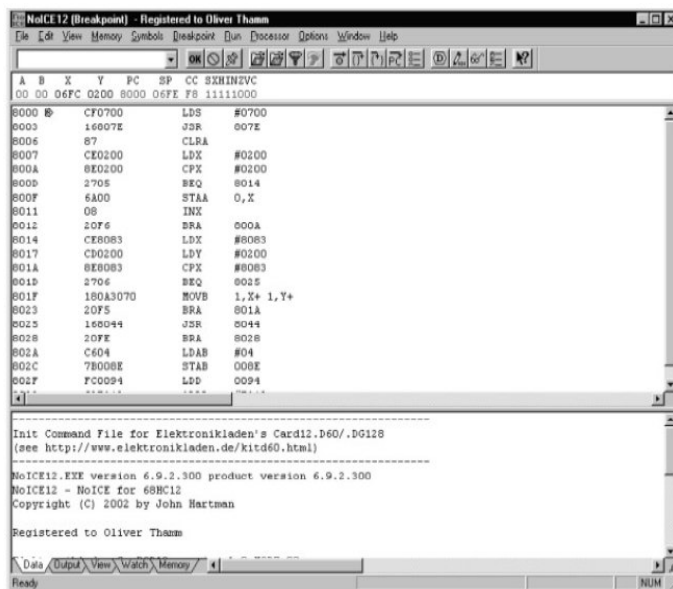 NoICE12 (Breakpoint) - Registered to Oliver Thamm
File Edit View Memory Symbols Breakpoint Run Processor Options Window Help
OK
A B X Y PC SP CC SXHINZVC
00 00 06FC 0200 8000 06FE F8 11111000
8000 CF0700 LDS #0700
8003 16807E JSR 807E
8006 87 CLRA
8007 CE0200 LDX #0200
800A 8E0200 CPX #0200
800D 2705 BEQ 8014
800F 6A00 STAA 0,X
8011 08 INX
8012 20F6 BRA 800A
8014 CE8083 LDX #8083
8017 CD0200 LDY #0200
801A 8E8083 CPX #8083
801D 2706 BEQ 8025
801F 180A3070 MOVB 1,X+ 1,Y+
8023 20F5 BRA 801A
8025 168044 JSR 8044
8028 20FE BRA 8028
802A C604 LDAB #04
802C 7B008E STAB 008E
802F FC0094 LDD 0094
Init Command File for Elektronikladen's Card12.D60/.DG128
(see http://www.elektronikladen.de/kitd60.html)
NoICE12.EXE version 6.9.2.300 product version 6.9.2.300
NoICE12 - NoICE for 68HC12
Copyright (C) 2002 by John Hartman
Registered to Oliver Thamm
Data Output View Watch Memory
Ready NUM